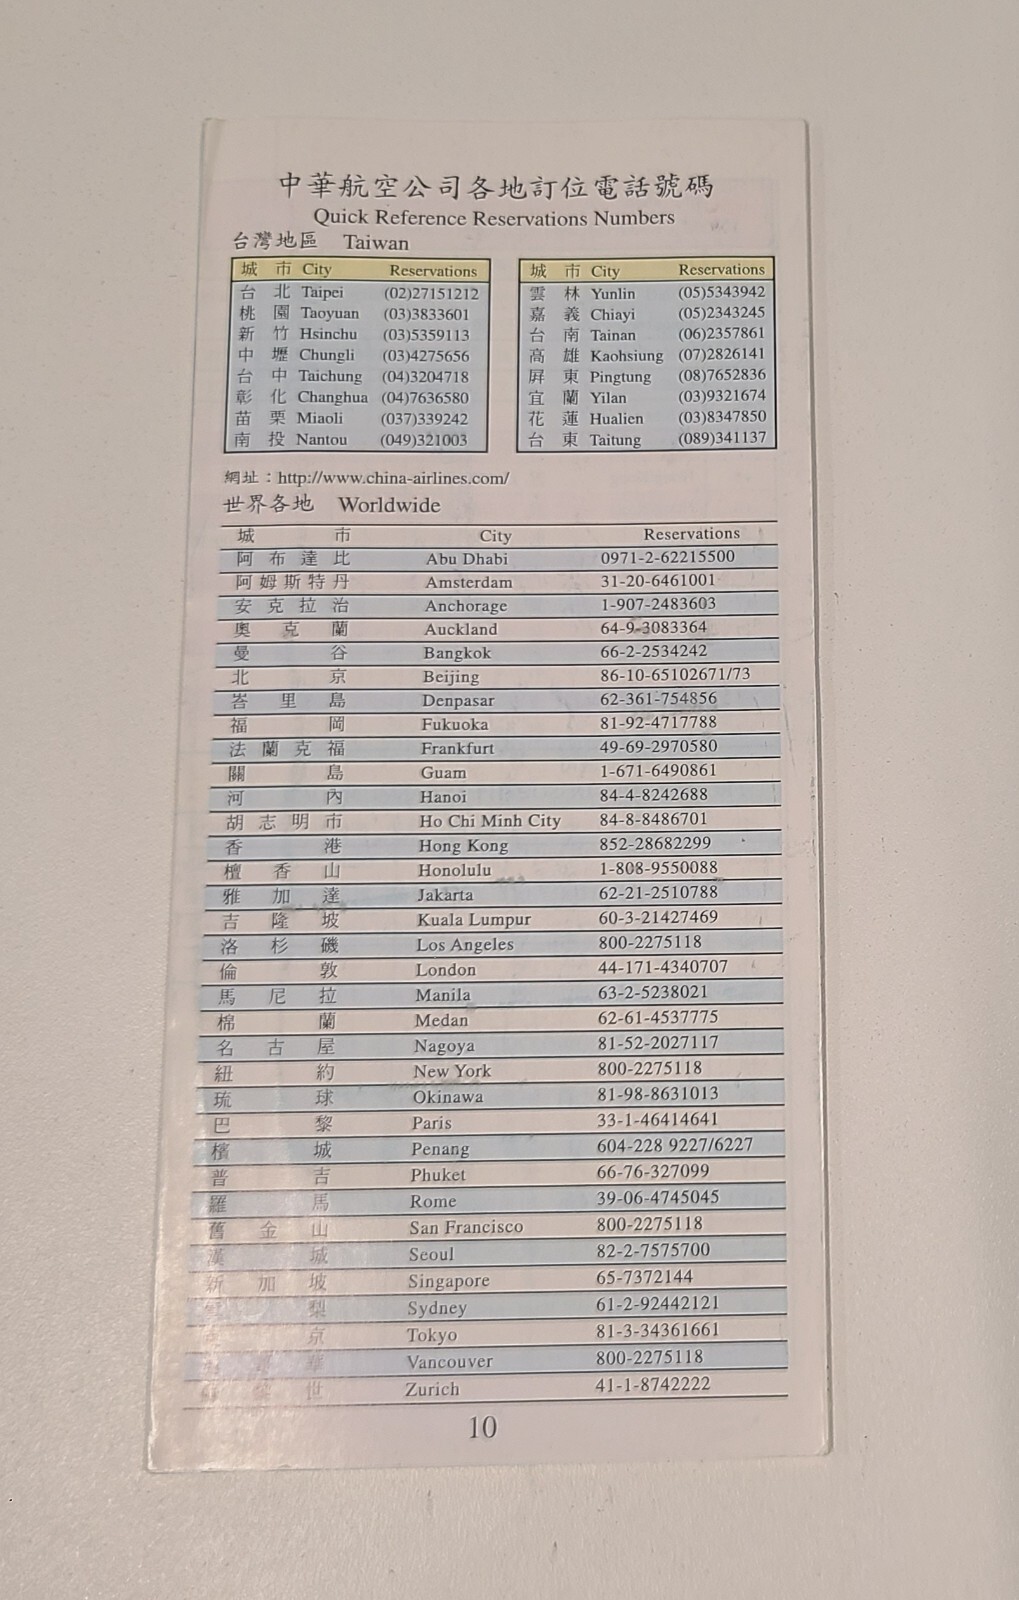 中華航空公司各地訂位電話號碼
Quick Reference Reservations Numbers
台灣地區 Taiwan
城市 City Reservations
台北 Taipei (02)27151212
桃園 Taoyuan (03)3833601
新竹 Hsinchu (03)5359113
中壢 Chungli (03)4275656
台中 Taichung (04)3204718
彰化 Changhua (04)7636580
苗栗 Miaoli (037)339242
南投 Nantou (049)321003
城市 City Reservations
雲林 Yunlin (05)5343942
嘉義 Chiayi (05)2343245
台南 Tainan (06)2357861
高雄 Kaohsiung (07)2826141
屏東 Pingtung (08)7652836
宜蘭 Yilan (03)9321674
花蓮 Hualien (03)8347850
台東 Taitung (089)341137
網址：http://www.china-airlines.com/
世界各地 Worldwide
城市 City Reservations
阿布達比 Abu Dhabi 0971-2-62215500
阿姆斯特丹 Amsterdam 31-20-6461001
安克拉治 Anchorage 1-907-2483603
奧克蘭 Auckland 64-9-3083364
曼谷 Bangkok 66-2-2534242
北京 Beijing 86-10-65102671/73
峇里島 Denpasar 62-361-754856
福岡 Fukuoka 81-92-4717788
法蘭克福 Frankfurt 49-69-2970580
關島 Guam 1-671-6490861
河內 Hanoi 84-4-8242688
胡志明市 Ho Chi Minh City 84-8-8486701
香港 Hong Kong 852-28682299
檀香山 Honolulu 1-808-9550088
雅加達 Jakarta 62-21-2510788
吉隆坡 Kuala Lumpur 60-3-21427469
洛杉磯 Los Angeles 800-2275118
倫敦 London 44-171-4340707
馬尼拉 Manila 63-2-5238021
棉蘭 Medan 62-61-4537775
名古屋 Nagoya 81-52-2027117
紐約 New York 800-2275118
琉球 Okinawa 81-98-8631013
巴黎 Paris 33-1-46414641
檳城 Penang 604-228 9227/6227
普吉 Phuket 66-76-327099
羅馬 Rome 39-06-4745045
舊金山 San Francisco 800-2275118
漢城 Seoul 82-2-7575700
新加坡 Singapore 65-7372144
梨 Sydney 61-2-92442121
京 Tokyo 81-3-34361661
華 Vancouver 800-2275118
黎世 Zurich 41-1-8742222
10